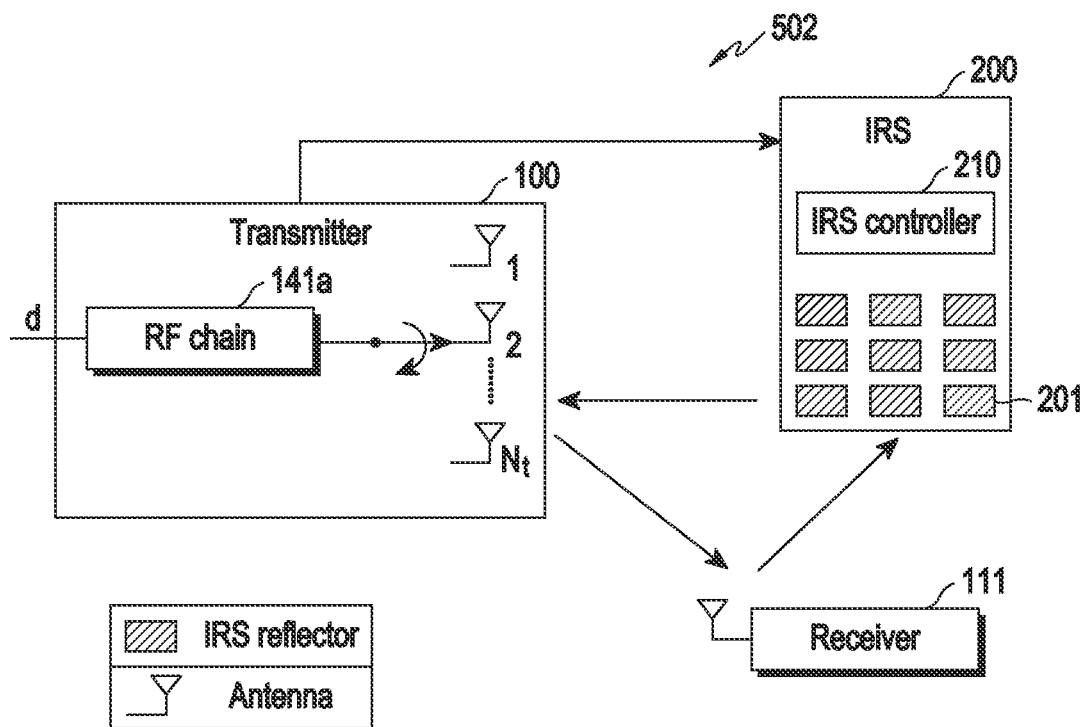 502
200
IRS
100
210
Transmitter
IRS controller
141a
1
d
RF chain
2
201
Nt
111
IRS reflector
Receiver
Antenna